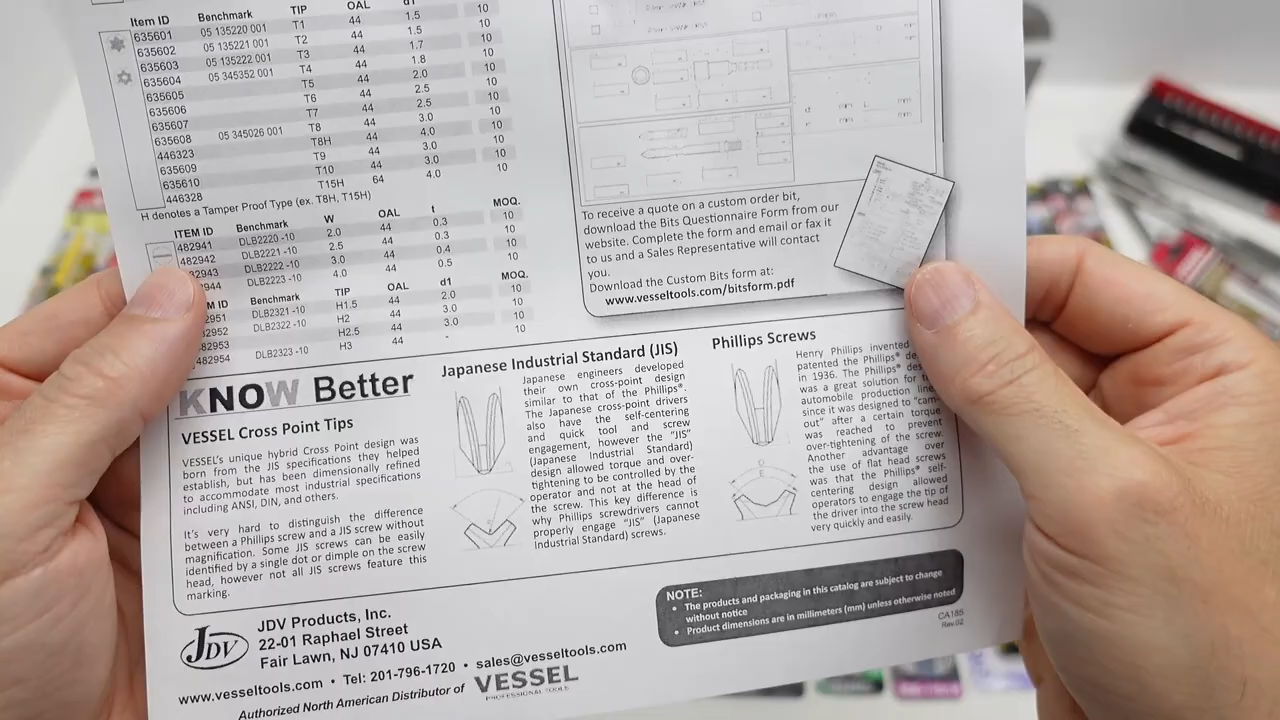 Item ID Benchmark TIP OAL d1
635601 05 135220 001 T1 44 1.5 10
635602 05 135221 001 T2 44 1.5 10
635603 05 135222 001 T3 44 1.7 10
635604 05 345352 001 T4 44 1.8 10
635605 T5 44 2.0 10
635606 T6 44 2.5 10
635607 T7 44 2.5 10
635608 05 345026 001 T8 44 3.0 10
446323 T8H 44 4.0 10
635609 T9 44 3.0 10
635610 T10 44 3.0 10
446328 T15H 64 4.0 10
H denotes a Tamper Proof Type (ex. T8H, T15H)
ITEM ID Benchmark W OAL t MOQ.
482941 DLB2220 -10 2.0 44 0.3 10
482942 DLB2221 -10 2.5 44 0.3 10
82943 DLB2222 -10 3.0 44 0.4 10
944 DLB2223 -10 4.0 44 0.5 10
M ID Benchmark TIP OAL d1 MOQ.
2951 DLB2321 -10 H1.5 44 2.0 10
2952 DLB2322 -10 H2 44 3.0 10
82953 H2.5 44 3.0 10
482954 DLB2323 -10 H3 44 - 10
To receive a quote on a custom order bit,
download the Bits Questionnaire Form from our
website. Complete the form and email or fax it
to us and a Sales Representative will contact
you.
Download the Custom Bits form at:
www.vesseltools.com/bitsform.pdf
KNOW Better
VESSEL Cross Point Tips
VESSEL's unique hybrid Cross Point design was
born from the JIS specifications they helped
establish, but has been dimensionally refined
to accommodate most industrial specifications
including ANSI, DIN, and others.
It's very hard to distinguish the difference
between a Phillips screw and a JIS screw without
magnification. Some JIS screws can be easily
identified by a single dot or dimple on the screw
head, however not all JIS screws feature this
marking.
Japanese Industrial Standard (JIS)
Japanese engineers developed
their own cross-point design
similar to that of the Phillips®.
The Japanese cross-point drivers
also have the self-centering
and quick tool and screw
engagement, however the "JIS"
(Japanese Industrial Standard)
design allowed torque and over-
tightening to be controlled by the
operator and not at the head of
the screw. This key difference is
why Phillips screwdrivers cannot
properly engage "JIS" (Japanese
Industrial Standard) screws.
Phillips Screws
Henry Phillips invented
patented the Phillips® de
in 1936. The Phillips® des
was a great solution for
automobile production line
since it was designed to "cam-
out" after a certain torque
was reached to prevent
over-tightening of the screw.
Another advantage over
the use of flat head screws
was that the Phillips® self-
centering design allowed
operators to engage the tip of
the driver into the screw head
very quickly and easily.
JDV
JDV Products, Inc.
22-01 Raphael Street
Fair Lawn, NJ 07410 USA
www.vesseltools.com • Tel: 201-796-1720 • sales@vesseltools.com
Authorized North American Distributor of VESSEL
PROFESSIONAL TOOLS
NOTE:
• The products and packaging in this catalog are subject to change
without notice
• Product dimensions are in millimeters (mm) unless otherwise noted
CA185
Rev.02